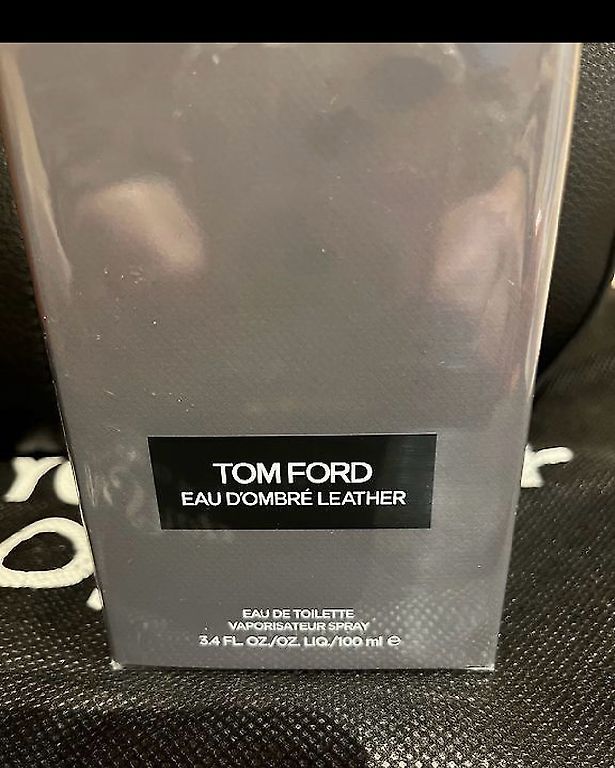 TOM FORD
EAU D'OMBRÉ LEATHER
EAU DE TOILETTE
VAPORISATEUR SPRAY
3.4 FL. OZ./OZ. LIQ./100 ml ℮